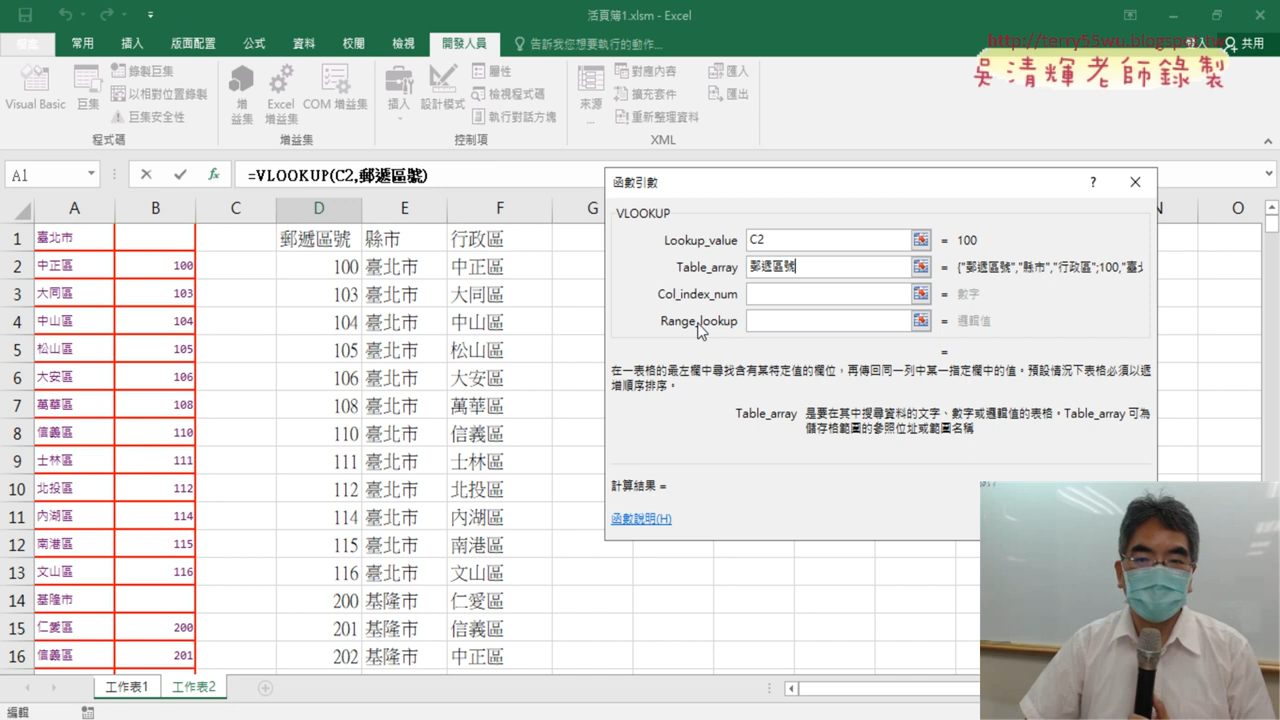 活頁簿1.xlsm - Excel
常用 插入 版面配置 公式 資料 校閱 檢視 開發人員 告訴我您想要執行的動作... 共用
http://terry55wu.blogspot.tw
吳清輝老師錄製
Visual Basic 巨集 錄製巨集 以相對位置錄製 巨集安全性 程式碼
增益集 Excel 增益集 COM 增益集 增益集
插入 設計模式 屬性 檢視程式碼 執行對話方塊 控制項
來源... 對應內容 擴充套件 重新整理資料 匯入 匯出 XML
A1 fx =VLOOKUP(C2,郵遞區號)
A B C D E F G N O
1 臺北市 郵遞區號 縣市 行政區
2 中正區 100 100 臺北市 中正區
3 大同區 103 103 臺北市 大同區
4 中山區 104 104 臺北市 中山區
5 松山區 105 105 臺北市 松山區
6 大安區 106 106 臺北市 大安區
7 萬華區 108 108 臺北市 萬華區
8 信義區 110 110 臺北市 信義區
9 士林區 111 111 臺北市 士林區
10 北投區 112 112 臺北市 北投區
11 內湖區 114 114 臺北市 內湖區
12 南港區 115 115 臺北市 南港區
13 文山區 116 116 臺北市 文山區
14 基隆市 200 基隆市 仁愛區
15 仁愛區 200 201 基隆市 信義區
16 信義區 201 202 基隆市 中正區
工作表1 工作表2
編輯
函數引數 ?
VLOOKUP
Lookup_value C2 = 100
Table_array 郵遞區號 = {"郵遞區號","縣市","行政區";100,"臺北
Col_index_num = 數字
Range_lookup = 邏輯值
=
在一表格的最左欄中尋找含有某特定值的欄位，再傳回同一列中某一指定欄中的值。預設情況下表格必須以遞
增順序排序。
Table_array 是要在其中搜尋資料的文字、數字或邏輯值的表格。Table_array 可為
儲存格範圍的參照位址或範圍名稱
計算結果 =
函數說明(H)